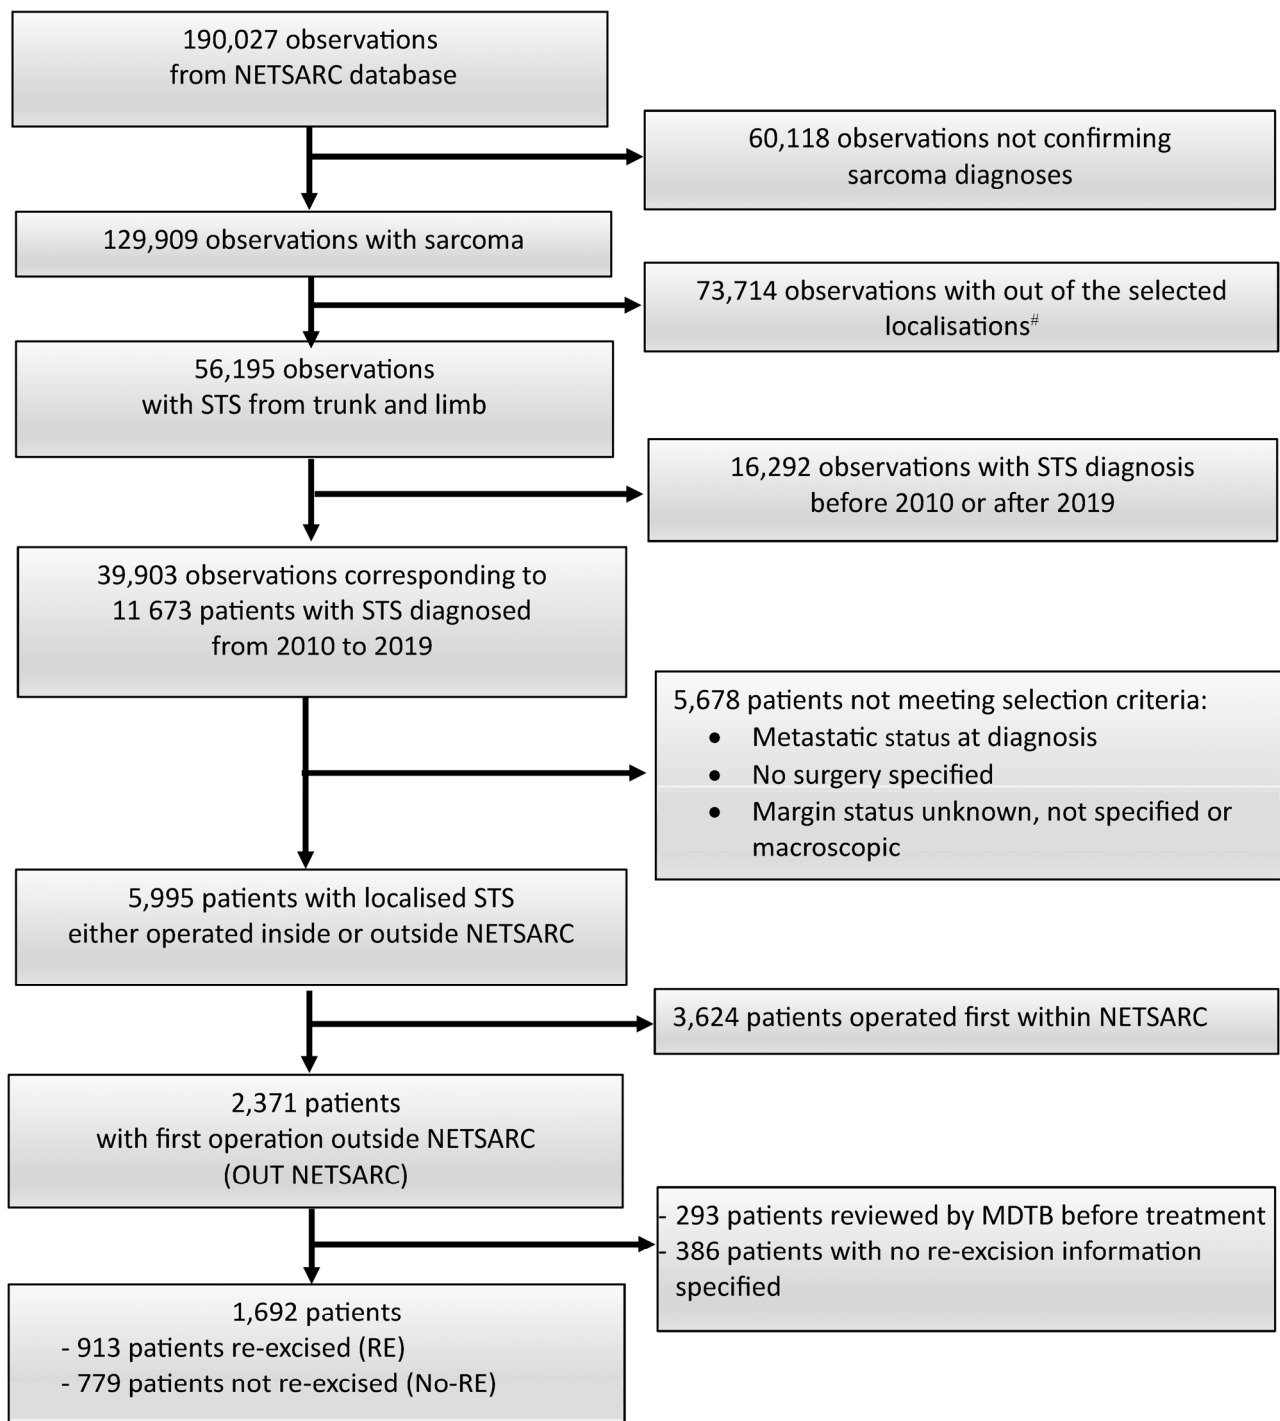 190,027 observations
from NETSARC database
60,118 observations not confirming
sarcoma diagnoses
129,909 observations with sarcoma
73,714 observations with out of the selected
localisations#
56,195 observations
with STS from trunk and limb
16,292 observations with STS diagnosis
before 2010 or after 2019
39,903 observations corresponding to
11 673 patients with STS diagnosed
from 2010 to 2019
5,678 patients not meeting selection criteria:
• Metastatic status at diagnosis
• No surgery specified
• Margin status unknown, not specified or
macroscopic
5,995 patients with localised STS
either operated inside or outside NETSARC
3,624 patients operated first within NETSARC
2,371 patients
with first operation outside NETSARC
(OUT NETSARC)
- 293 patients reviewed by MDTB before treatment
- 386 patients with no re-excision information
specified
1,692 patients
- 913 patients re-excised (RE)
- 779 patients not re-excised (No-RE)